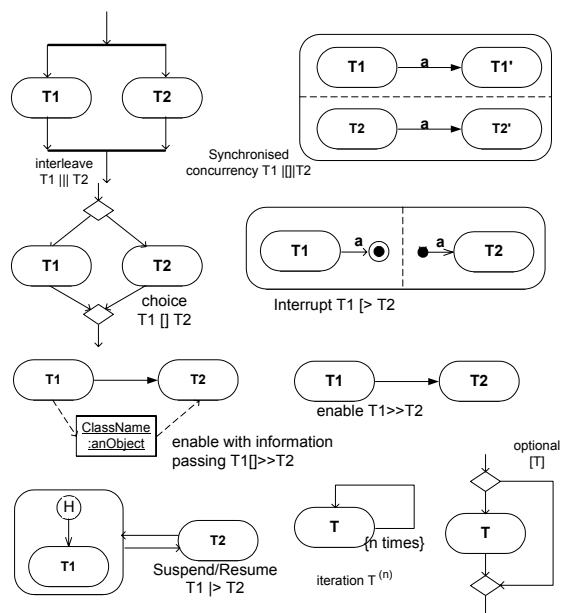 T1
T2
interleave
T1 ||| T2
T1
a
T1'
T2
a
T2'
Synchronised
concurrency T1 |[]|T2
T1
T2
choice
T1 [] T2
T1
a
a
T2
Interrupt T1 [> T2
T1
T2
ClassName
:anObject
enable with information
passing T1[]>>T2
T1
T2
enable T1>>T2
H
T1
T2
Suspend/Resume
T1 |> T2
T
{n times}
iteration T (n)
optional
[T]
T